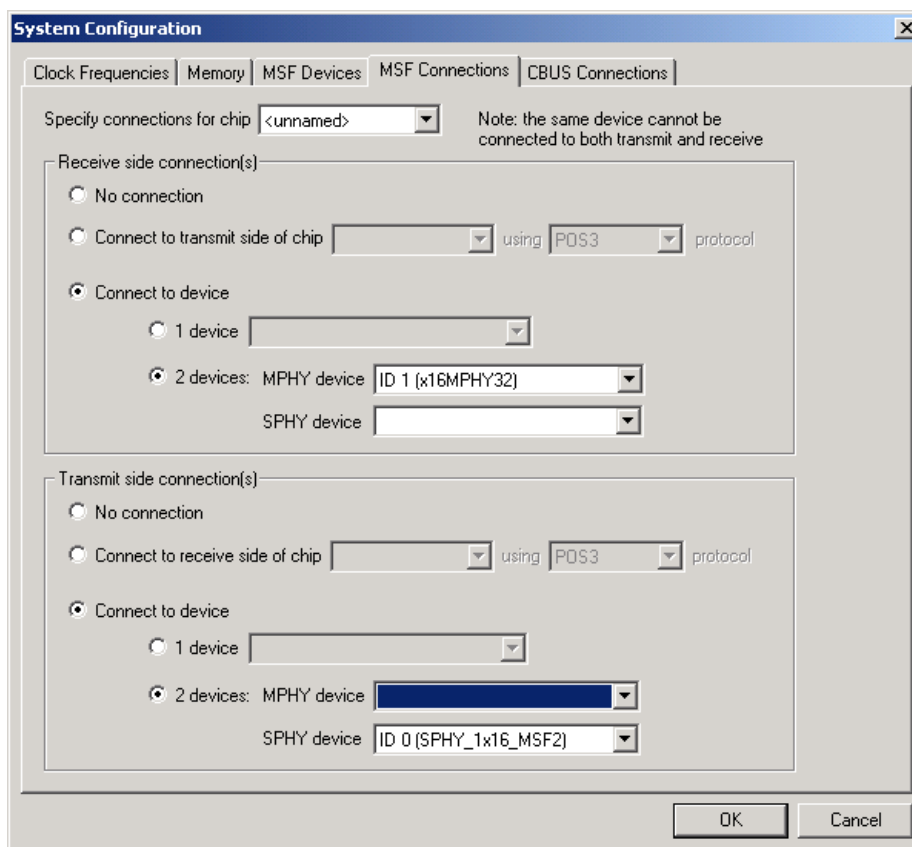 System Configuration
Clock Frequencies Memory MSF Devices MSF Connections CBUS Connections
Specify connections for chip <unnamed> Note: the same device cannot be
connected to both transmit and receive
Receive side connection(s)
No connection
Connect to transmit side of chip using POS3 protocol
Connect to device
1 device
2 devices: MPHY device ID 1 (x16MPHY32)
SPHY device
Transmit side connection(s)
No connection
Connect to receive side of chip using POS3 protocol
Connect to device
1 device
2 devices: MPHY device
SPHY device ID 0 (SPHY_1x16_MSF2)
OK Cancel